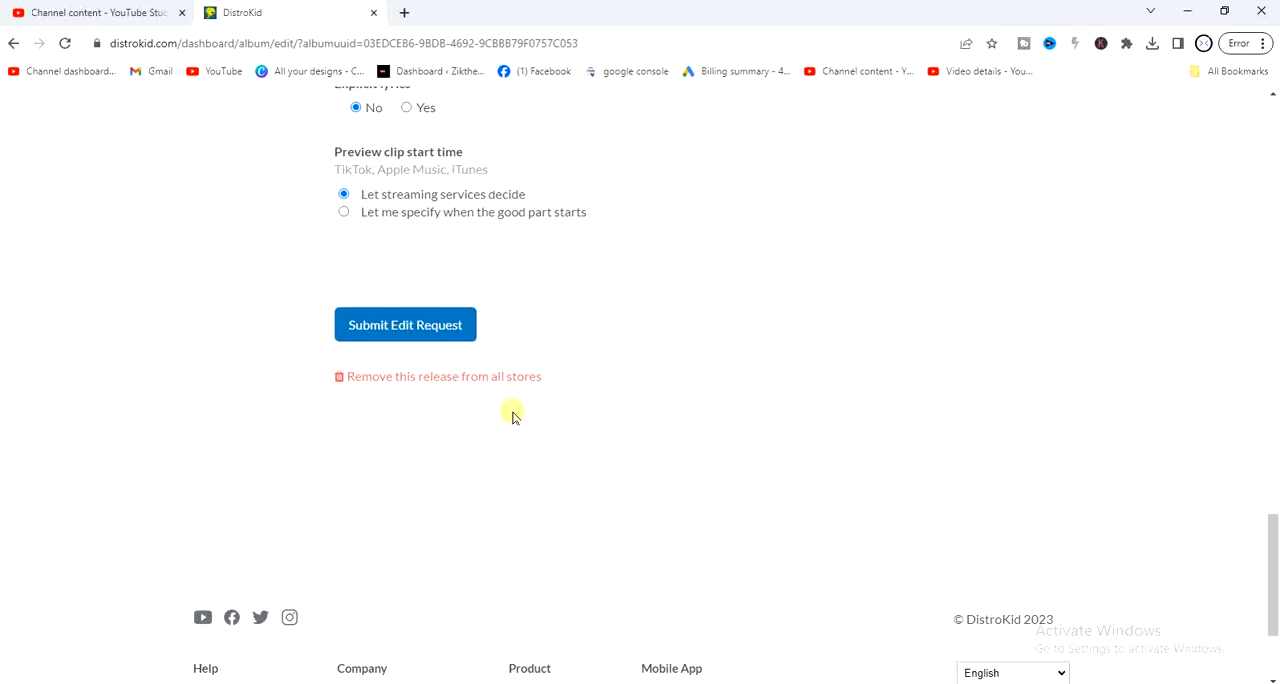 Channel content - YouTube Stu
DistroKid
distrokid.com/dashboard/album/edit/?albumuuid=03EDCEB6-9BDB-4692-9CBBB79F0757C053
Error
Channel dashboard...
Gmail
YouTube
All your designs - C...
Dashboard ‹ Zikthe...
(1) Facebook
google console
Billing summary - 4...
Channel content - Y...
Video details - You...
All Bookmarks
Explicit lyrics
No
Yes
Preview clip start time
TikTok, Apple Music, iTunes
Let streaming services decide
Let me specify when the good part starts
Submit Edit Request
Remove this release from all stores
© DistroKid 2023
Activate Windows
Go to Settings to activate Windows.
Help
Company
Product
Mobile App
English